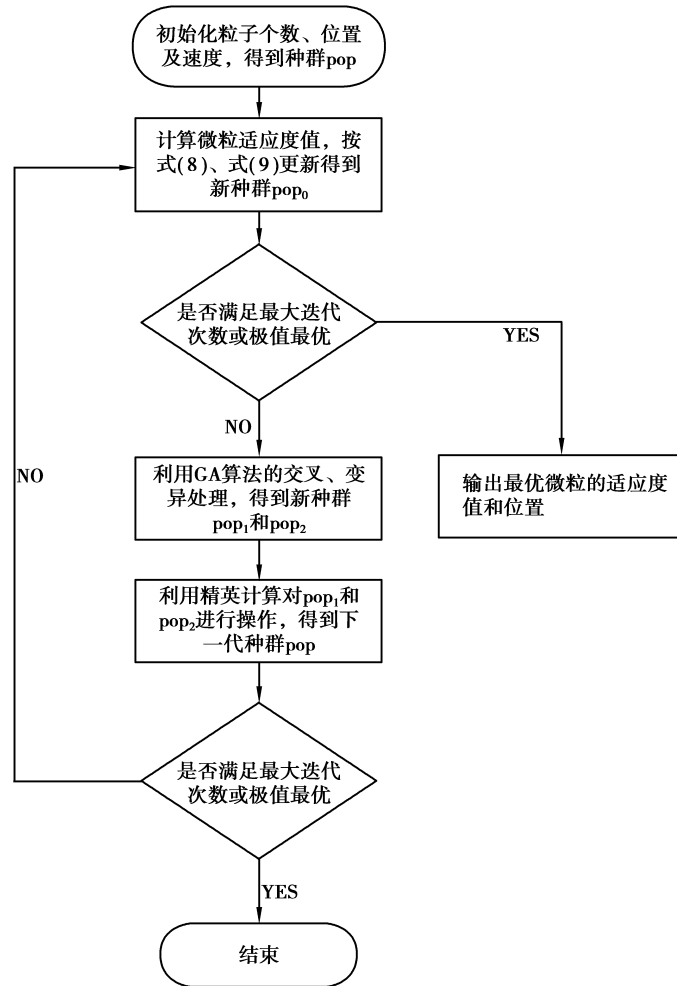 初始化粒子个数、位置
及速度，得到种群pop
计算微粒适应度值，按
式(8)、式(9)更新得到
新种群pop₀
是否满足最大迭代
次数或极值最优
YES
NO
利用GA算法的交叉、变
异处理，得到新种群
pop₁和pop₂
输出最优微粒的适应度
值和位置
NO
利用精英计算对pop₁和
pop₂进行操作，得到下
一代种群pop
是否满足最大迭代
次数或极值最优
YES
结束